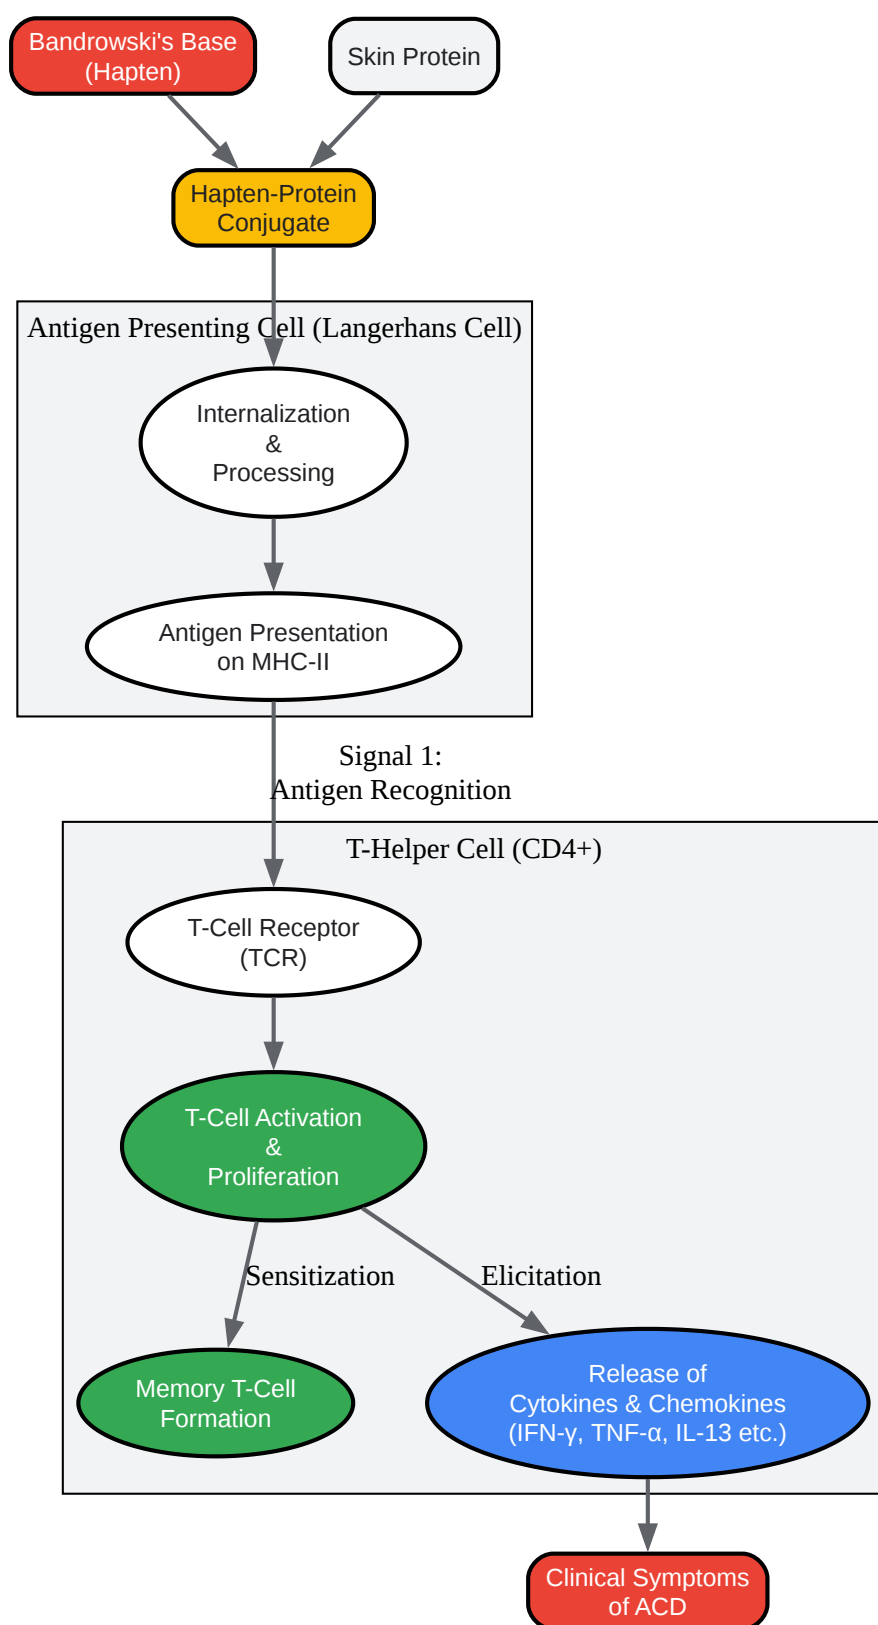 Bandrowski's Base
(Hapten)
Skin Protein
Hapten-Protein
Conjugate
Antigen Presenting Cell (Langerhans Cell)
Internalization
&
Processing
Antigen Presentation
on MHC-II
Signal 1:
Antigen Recognition
T-Helper Cell (CD4+)
T-Cell Receptor
(TCR)
T-Cell Activation
&
Proliferation
Sensitization
Elicitation
Memory T-Cell
Formation
Release of
Cytokines & Chemokines
(IFN-γ, TNF-α, IL-13 etc.)
Clinical Symptoms
of ACD